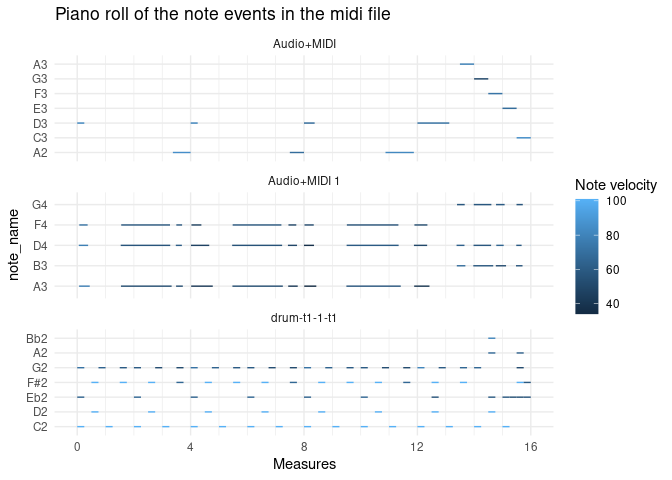 Piano roll of the note events in the midi file
Audio+MIDI
A3
G3
F3
E3
D3
C3
A2
Audio+MIDI 1
G4
F4
D4
B3
A3
drum-t1-1-t1
Bb2
A2
G2
F#2
Eb2
D2
C2
0
4
8
12
16
Measures
note_name
Note velocity
100
80
60
40